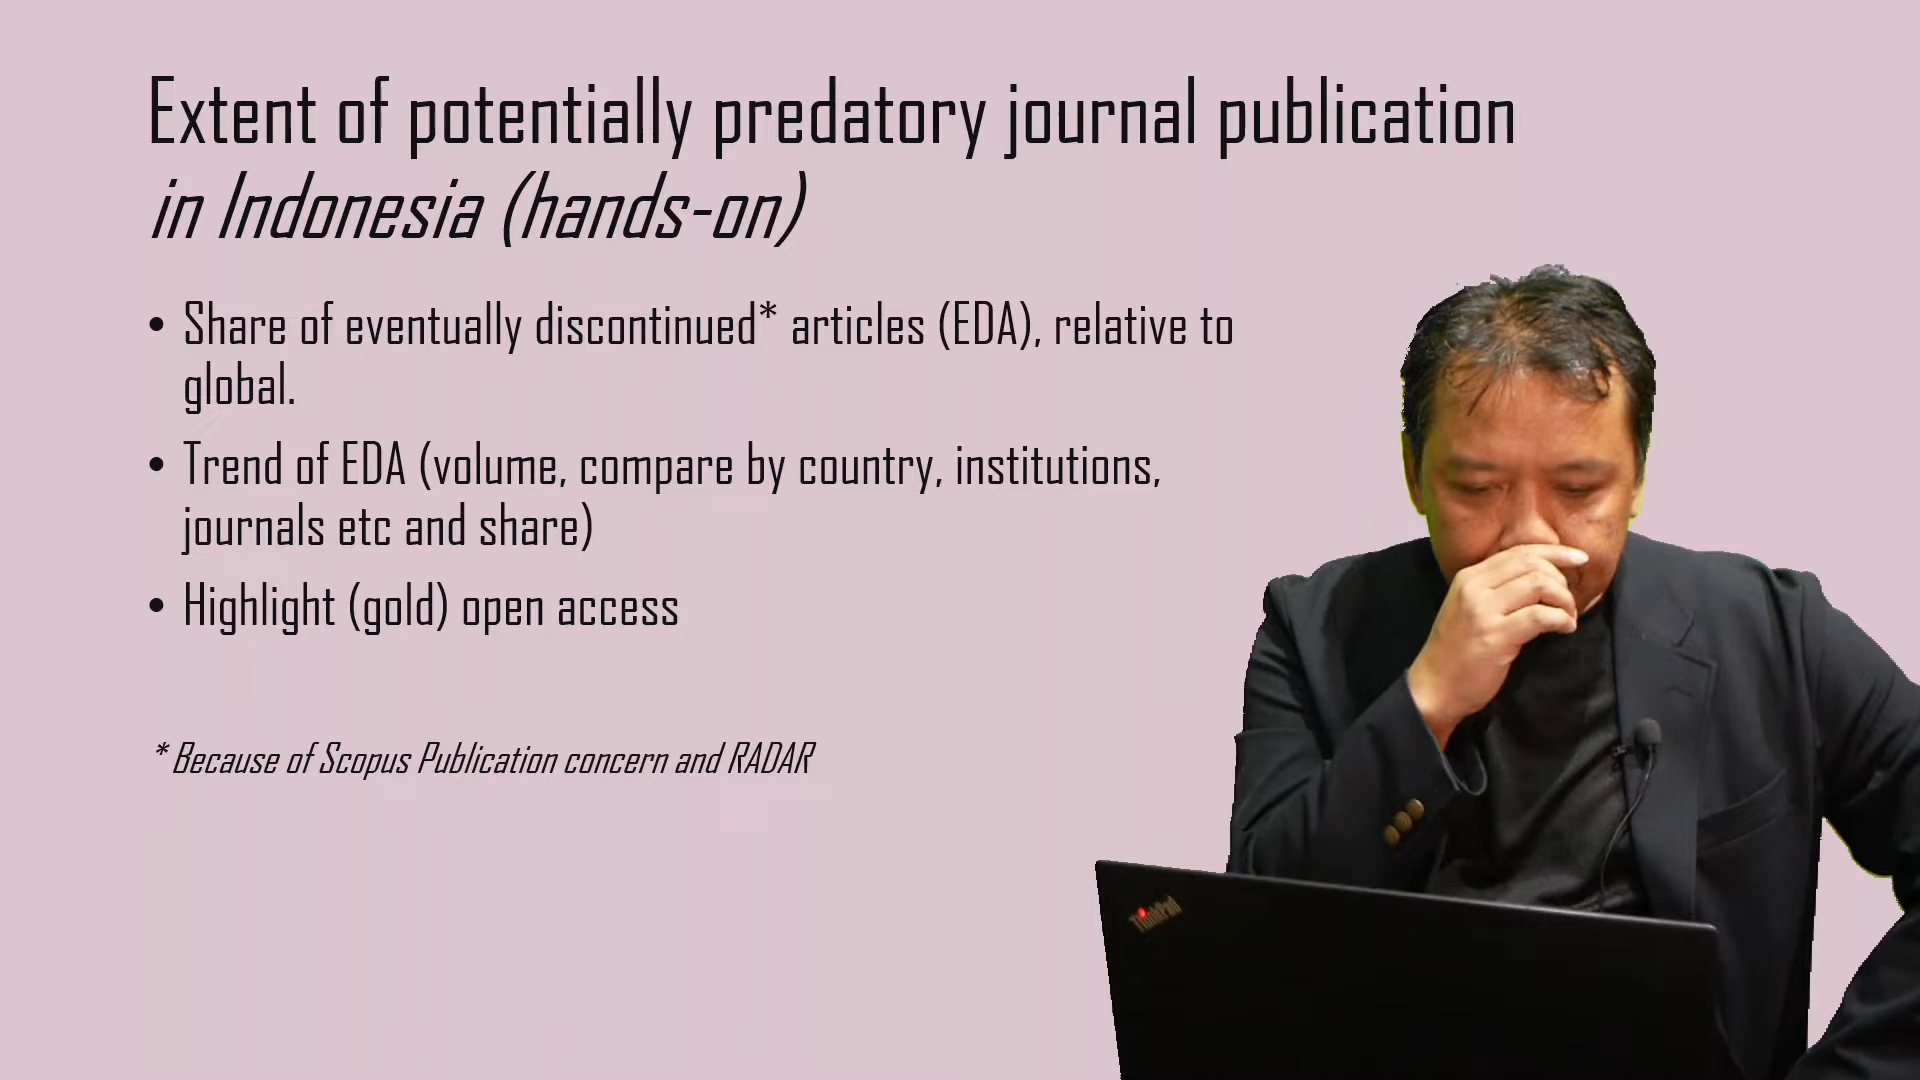 Extent of potentially predatory journal publication
in Indonesia (hands-on)
• Share of eventually discontinued* articles (EDA), relative to
global.
• Trend of EDA (volume, compare by country, institutions,
journals etc and share)
• Highlight (gold) open access
* Because of Scopus Publication concern and RADAR
ThinkPad